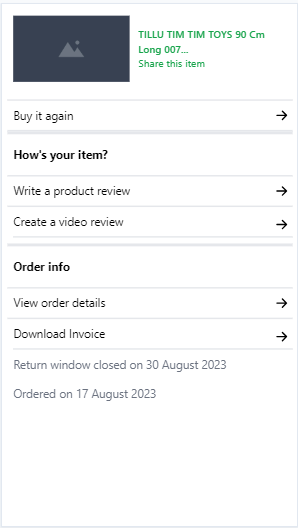 TILLU TIM TIM TOYS 90 Cm
Long 007...
Share this item
Buy it again
How's your item?
Write a product review
Create a video review
Order info
View order details
Download Invoice
Return window closed on 30 August 2023
Ordered on 17 August 2023